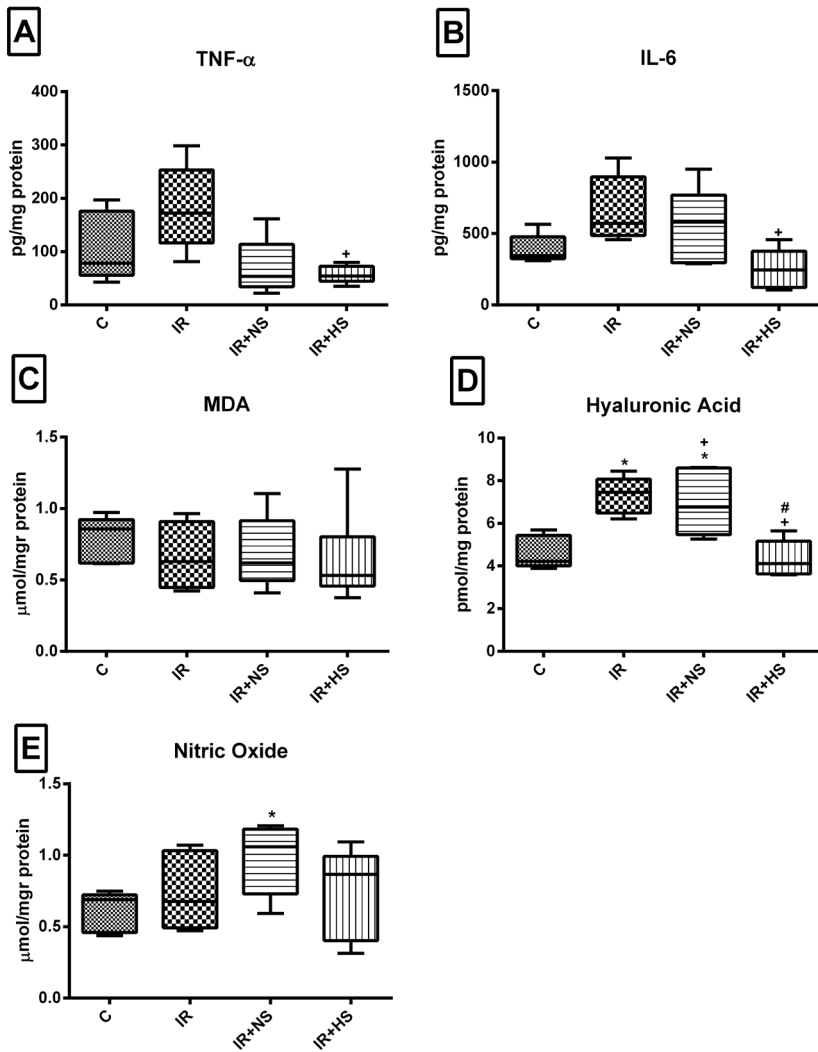 A
TNF-α
pg/mg protein
400
300
200
100
0
C
IR
IR+NS
IR+HS
+
B
IL-6
pg/mg protein
1500
1000
500
0
C
IR
IR+NS
IR+HS
+
C
MDA
μmol/mgr protein
1.5
1.0
0.5
0.0
C
IR
IR+NS
IR+HS
D
Hyaluronic Acid
pmol/mg protein
10
8
6
4
2
0
*
+
*
#
+
C
IR
IR+NS
IR+HS
E
Nitric Oxide
μmol/mgr protein
1.5
1.0
0.5
0.0
*
C
IR
IR+NS
IR+HS